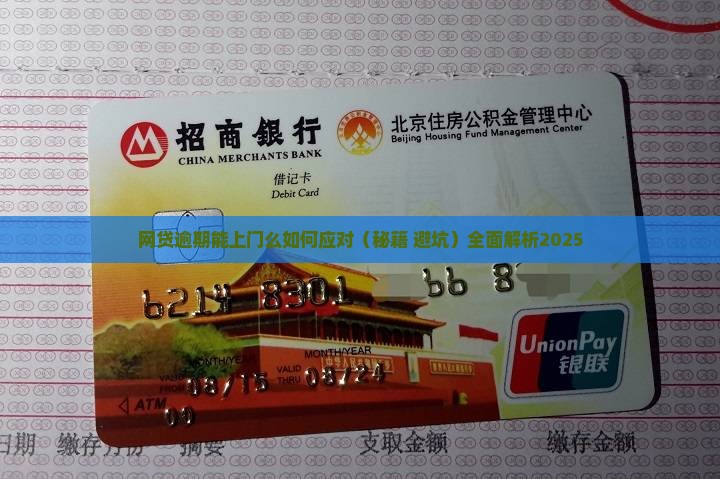 招商銀行
CHINA MERCHANTS BANK
北京住房公积金管理中心
Beijing Housing Fund Management Center
借记卡
Debit Card
网贷逾期能上门么如何应对（秘籍 避坑）全面解析2025
6214 8301 66 8
MONTH/YEAR MONTH/YEAR
VALID THRU
08/15 08/24
ATM
00
UnionPay
银联
日期 缴存月份 摘要 支取金额 缴存金额